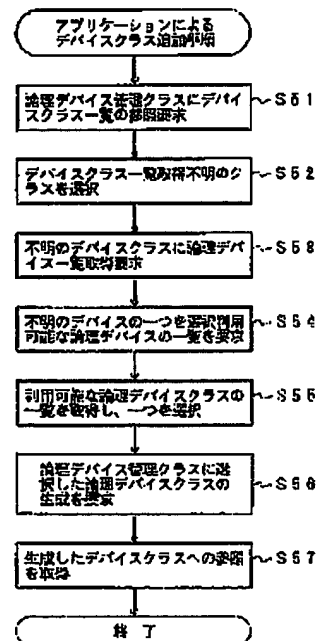 アプリケーションによる
デバイスクラス追加手順
論理デバイス管理クラスにデバイ
スクラス一覧の参照要求
S51
デバイスクラス一覧取得不明のク
ラスを選択
S52
不明のデバイスクラスに論理デバ
イス一覧取得要求
S53
不明のデバイスの一つを選択利用
可能な論理デバイスの一覧を要求
S54
利用可能な論理デバイスクラスの
一覧を取得し、一つを選択
S55
論理デバイス管理クラスに選
択した論理デバイスクラスの
生成を要求
S56
生成したデバイスクラスへの参照
を取得
S57
終了